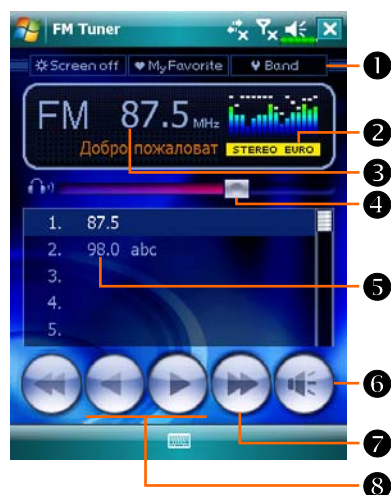 FM Tuner
Screen off MyFavorite Band
1
FM 87.5 MHz
2
Добро пожаловат STEREO EURO
3
4
1. 87.5
2. 98.0 abc
3.
4.
5.
5
6
7
8